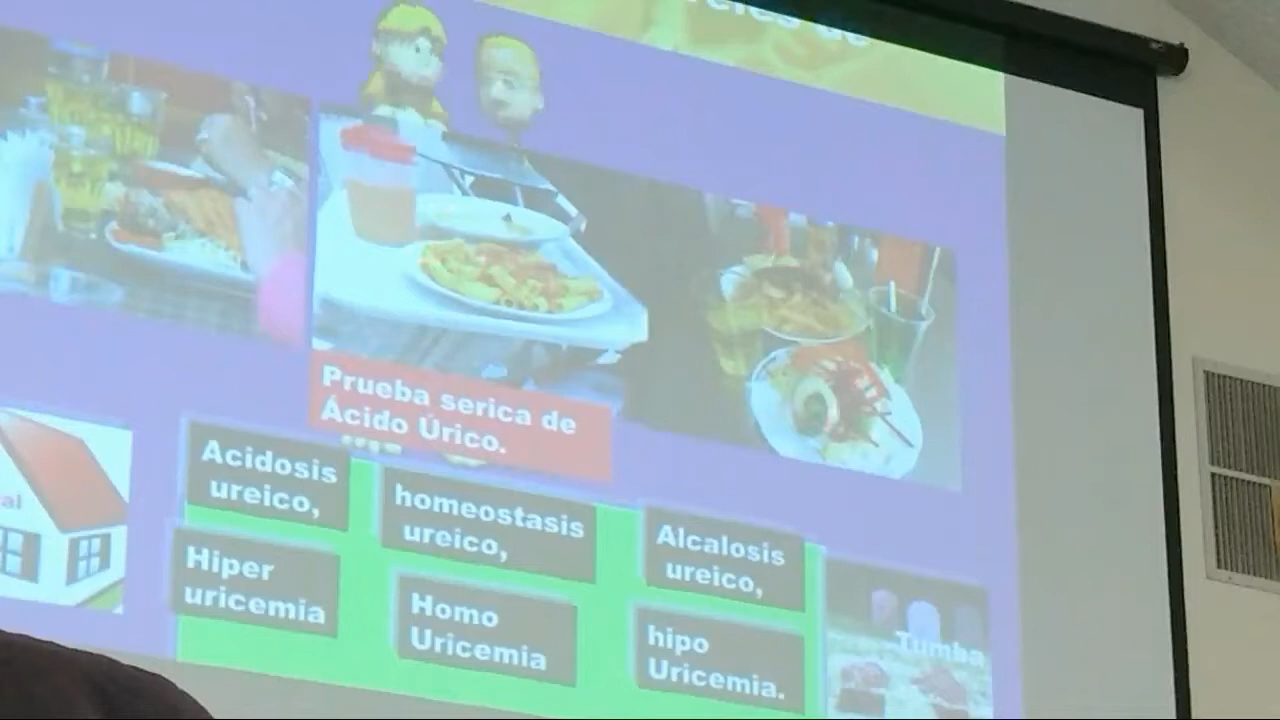 Prueba serica de
Ácido Úrico.
Acidosis
ureico,
homeostasis
ureico,
Alcalosis
ureico,
Hiper
uricemia
Homo
Uricemia
hipo
Uricemia.
Tumba